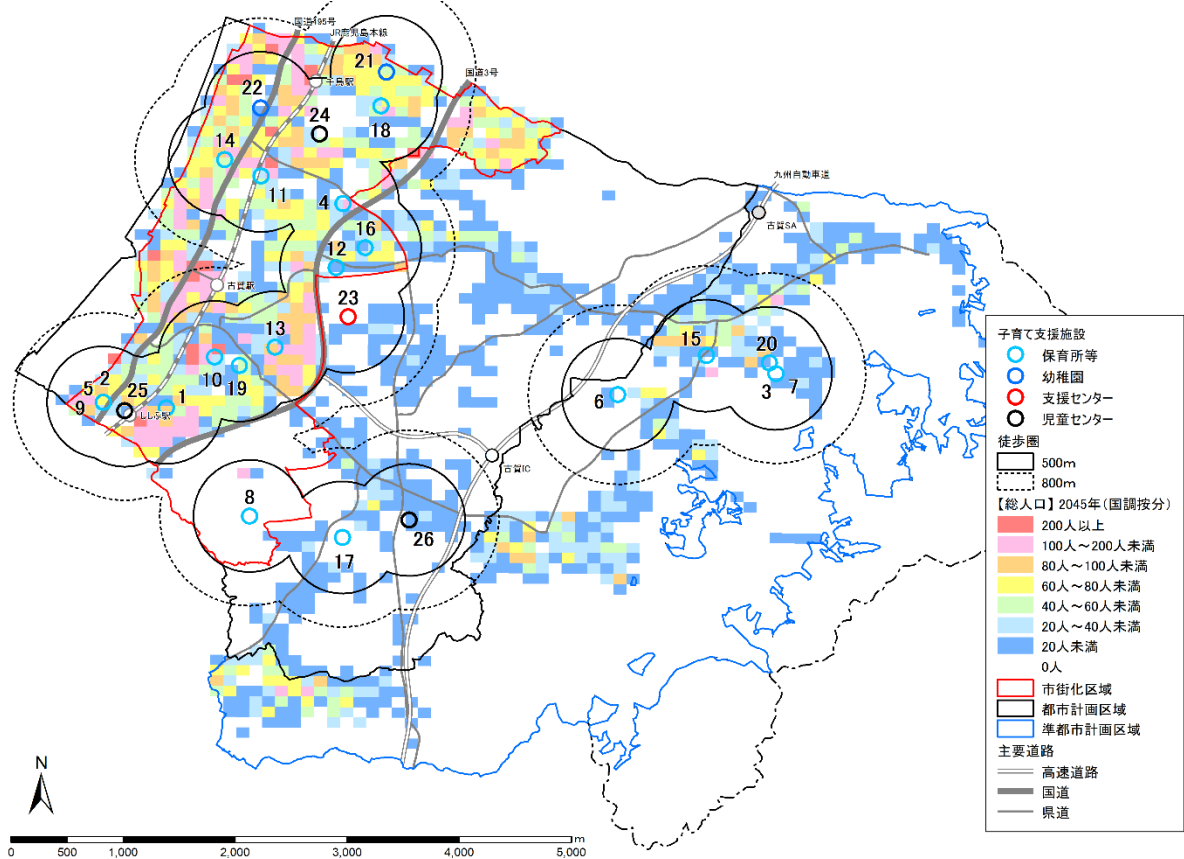 国道495号
JR鹿児島本線
21
国道3号
22
千鳥駅
24
18
14
九州自動車道
11
4
古賀SA
16
12
古賀駅
23
13
子育て支援施設
15
20
保育所等
10
19
幼稚園
5
2
3
7
支援センター
9
25
1
6
児童センター
ししぶ駅
徒歩圏
500m
古賀IC
800m
8
【総人口】2045年(国調按分)
26
200人以上
17
100人~200人未満
80人~100人未満
60人~80人未満
40人~60人未満
20人~40人未満
20人未満
0人
市街化区域
都市計画区域
準都市計画区域
主要道路
N
高速道路
国道
県道
m
0
500
1,000
2,000
3,000
4,000
5,000